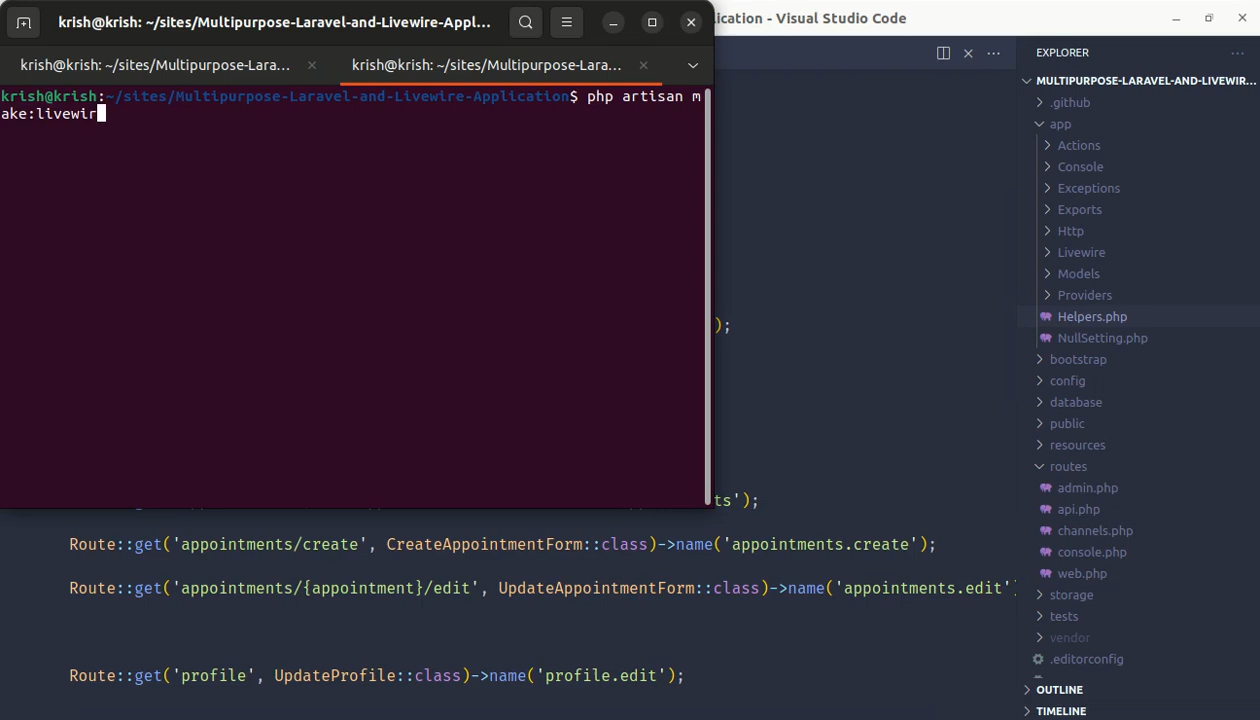 krish@krish: ~/sites/Multipurpose-Laravel-and-Livewire-Appl...
lication - Visual Studio Code
krish@krish: ~/sites/Multipurpose-Lara...
krish@krish: ~/sites/Multipurpose-Lara...
krish@krish:~/sites/Multipurpose-Laravel-and-Livewire-Application$ php artisan m
ake:livewir
);
ts');
Route::get('appointments/create', CreateAppointmentForm::class)->name('appointments.create');
Route::get('appointments/{appointment}/edit', UpdateAppointmentForm::class)->name('appointments.edit')
Route::get('profile', UpdateProfile::class)->name('profile.edit');
EXPLORER
MULTIPURPOSE-LARAVEL-AND-LIVEWIR...
.github
app
Actions
Console
Exceptions
Exports
Http
Livewire
Models
Providers
Helpers.php
NullSetting.php
bootstrap
config
database
public
resources
routes
admin.php
api.php
channels.php
console.php
web.php
storage
tests
vendor
.editorconfig
OUTLINE
TIMELINE